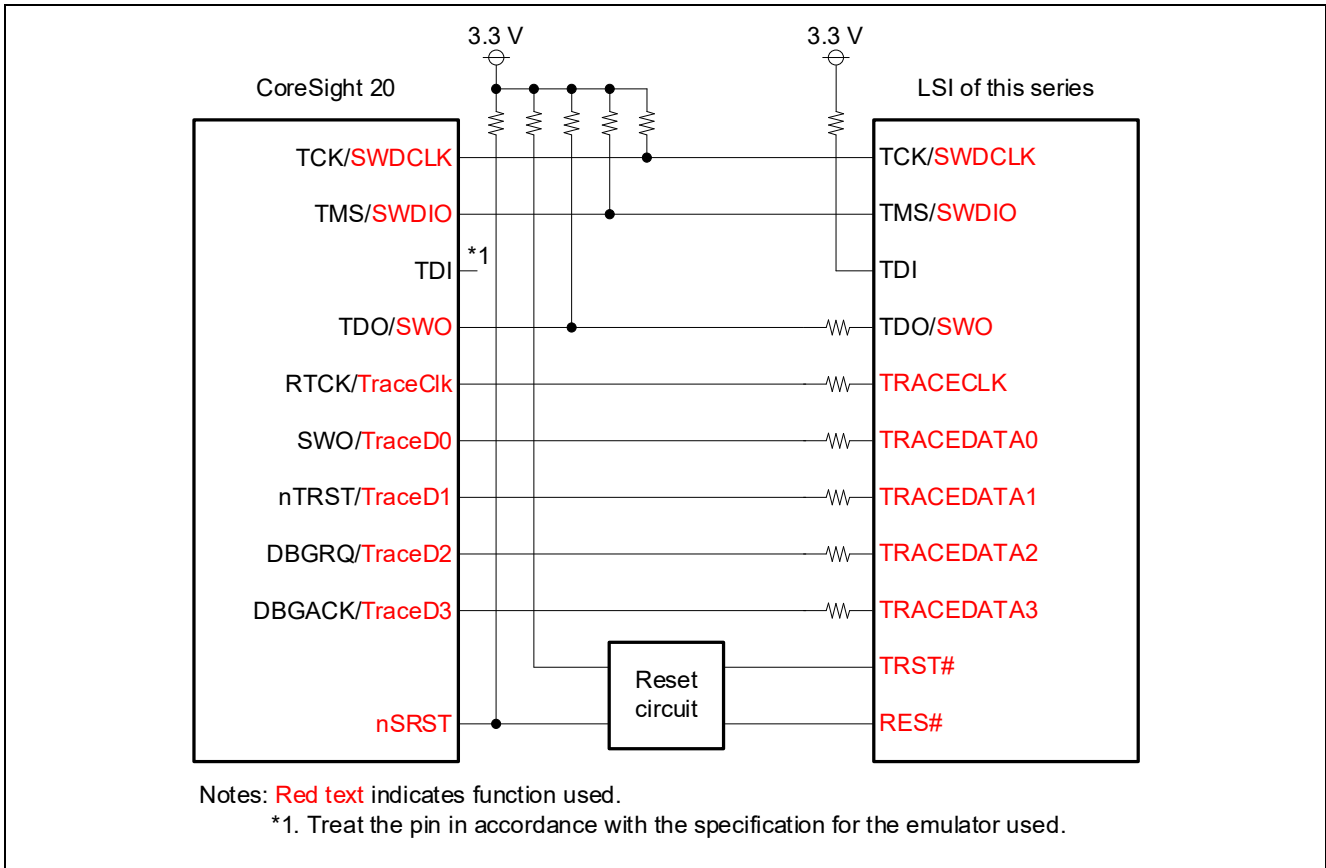 3.3 V 3.3 V
CoreSight 20 LSI of this series
TCK/SWDCLK TCK/SWDCLK
TMS/SWDIO TMS/SWDIO
TDI *1 TDI
TDO/SWO TDO/SWO
RTCK/TraceClk TRACECLK
SWO/TraceD0 TRACEDATA0
nTRST/TraceD1 TRACEDATA1
DBGRQ/TraceD2 TRACEDATA2
DBGACK/TraceD3 TRACEDATA3
Reset TRST#
circuit
nSRST RES#
Notes: Red text indicates function used.
*1. Treat the pin in accordance with the specification for the emulator used.